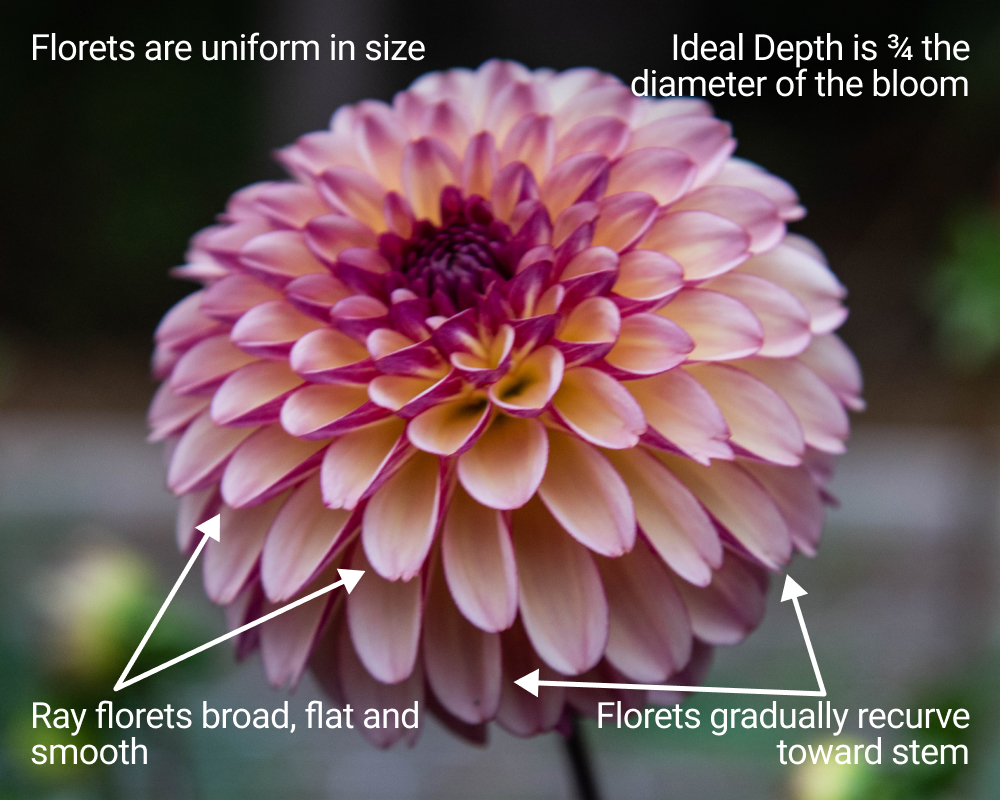 Florets are uniform in size
Ideal Depth is ¾ the
diameter of the bloom
Ray florets broad, flat and
smooth
Florets gradually recurve
toward stem